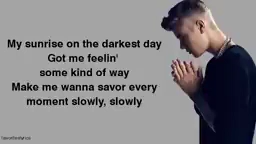 My sunrise on the darkest day
Got me feelin'
some kind of way
Make me wanna savor every
moment slowly, slowly